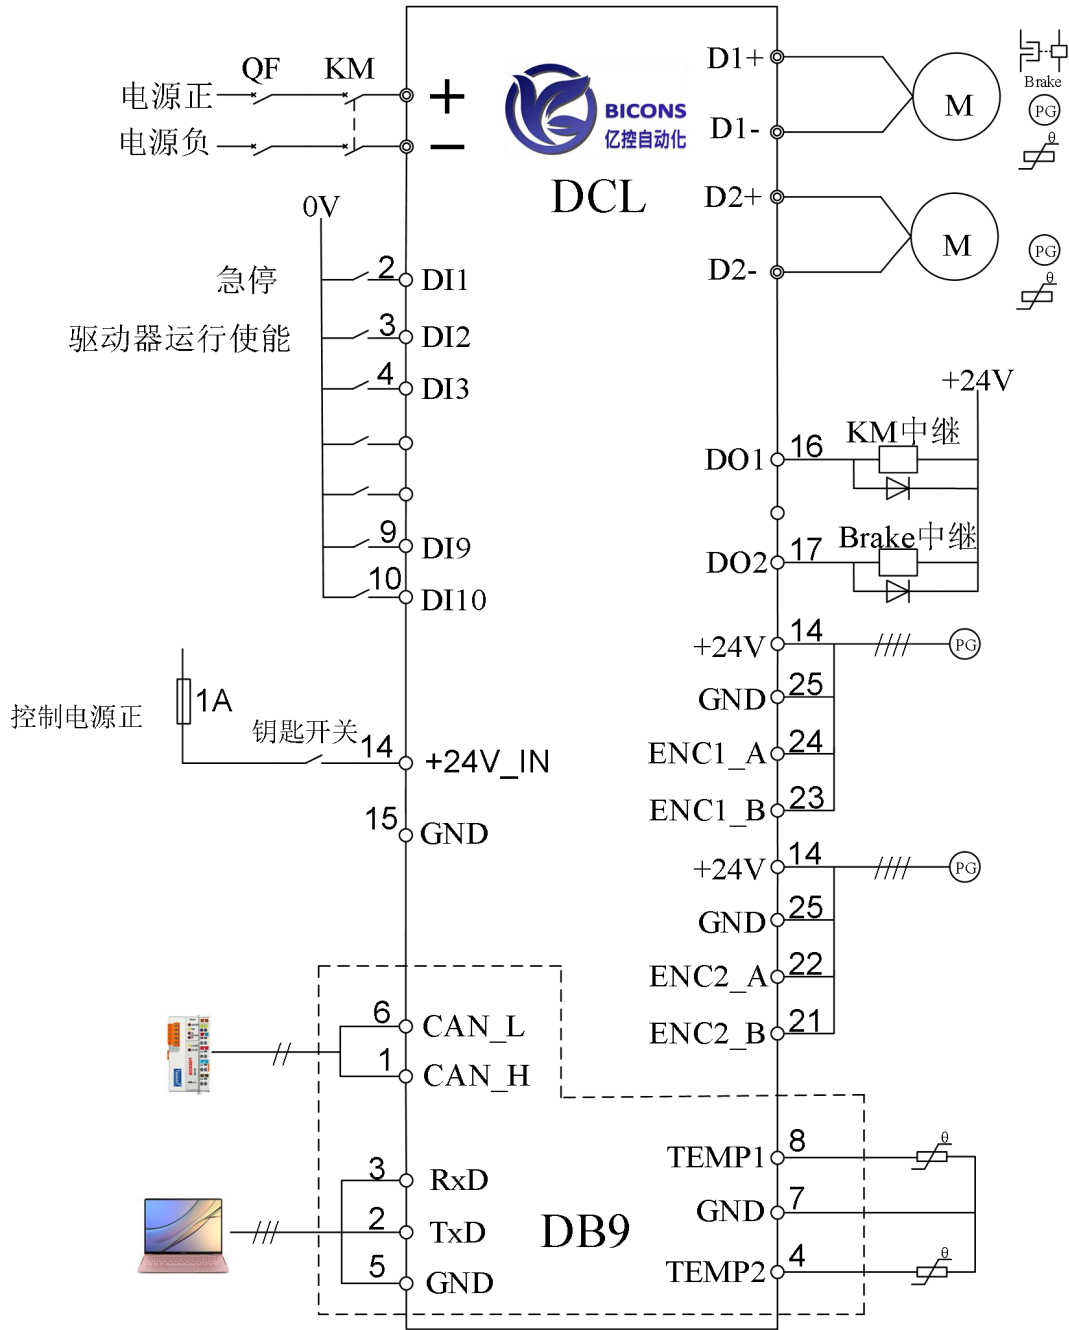 QF
KM
电源正
电源负
+
−
BICONS
亿控自动化
DCL
D1+
D1-
D2+
D2-
M
M
Brake
PG
θ
PG
θ
0V
急停
2
DI1
驱动器运行使能
3
DI2
4
DI3
9
DI9
10
DI10
控制电源正
1A
钥匙开关
14
+24V_IN
15
GND
+24V
DO1
16
KM中继
DO2
17
Brake中继
+24V
14
PG
GND
25
ENC1_A
24
ENC1_B
23
+24V
14
PG
GND
25
ENC2_A
22
ENC2_B
21
6
CAN_L
1
CAN_H
3
RxD
2
TxD
5
GND
DB9
TEMP1
8
θ
GND
7
TEMP2
4
θ